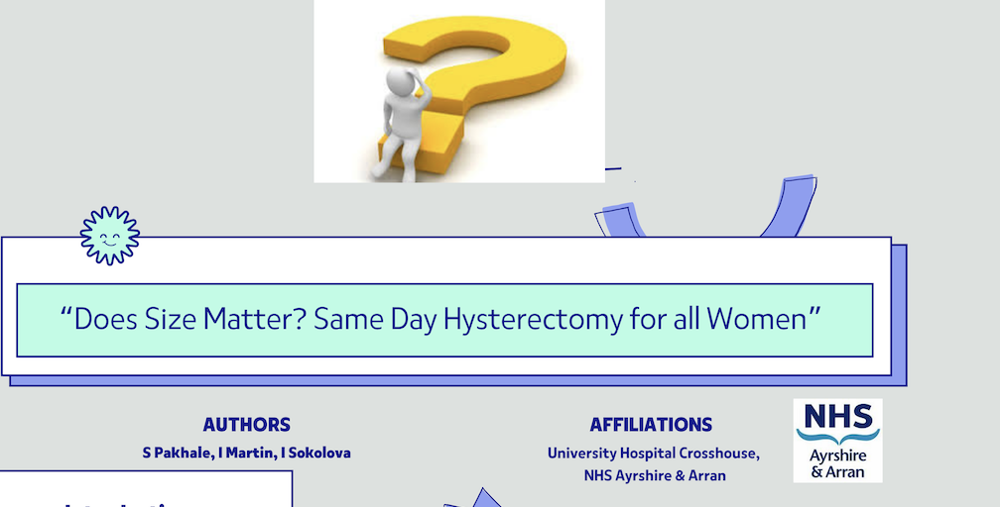 “Does Size Matter? Same Day Hysterectomy for all Women”
AUTHORS
S Pakhale, I Martin, I Sokolova
AFFILIATIONS
University Hospital Crosshouse,
NHS Ayrshire & Arran
NHS
Ayrshire
& Arran